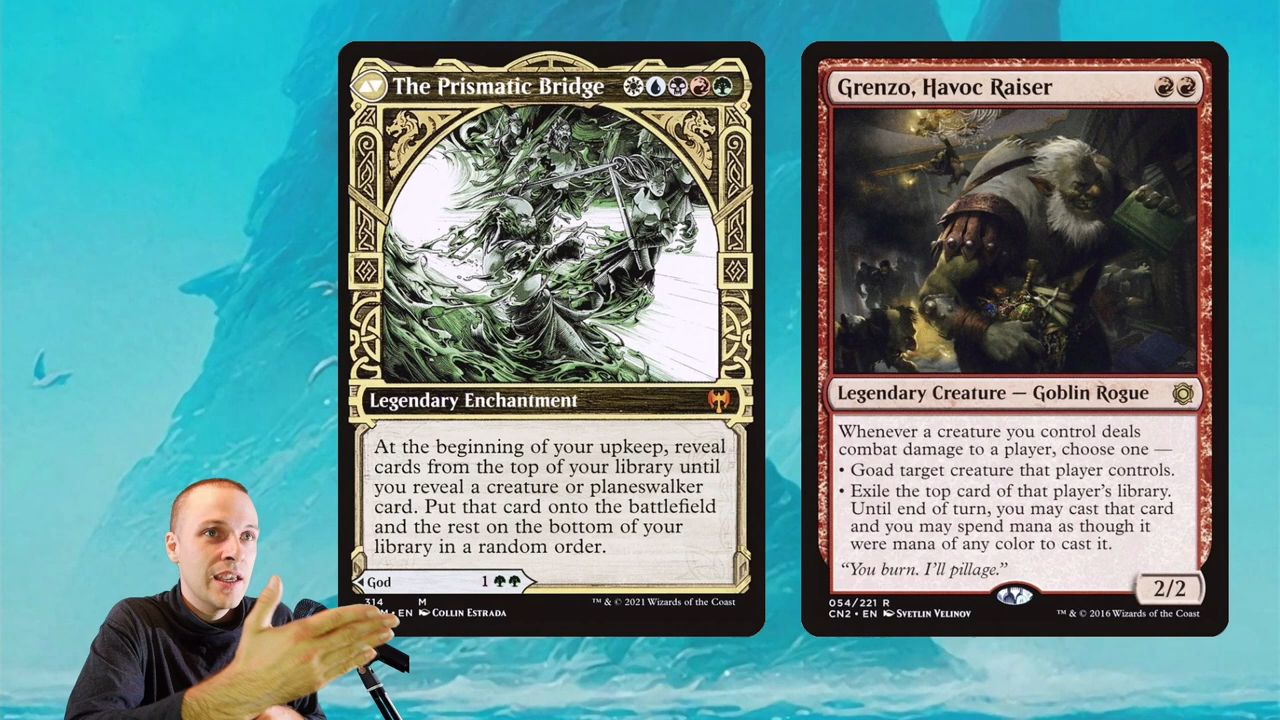 The Prismatic Bridge
Legendary Enchantment
At the beginning of your upkeep, reveal
cards from the top of your library until
you reveal a creature or planeswalker
card. Put that card onto the battlefield
and the rest on the bottom of your
library in a random order.
God 1
314 M
EN COLLIN ESTRADA ™ & © 2021 Wizards of the Coast
Grenzo, Havoc Raiser
Legendary Creature — Goblin Rogue
Whenever a creature you control deals
combat damage to a player, choose one —
• Goad target creature that player controls.
• Exile the top card of that player's library.
Until end of turn, you may cast that card
and you may spend mana as though it
were mana of any color to cast it.
“You burn. I'll pillage.”
2/2
054/221 R
CN2 • EN SVETLIN VELINOV ™ & © 2016 Wizards of the Coast